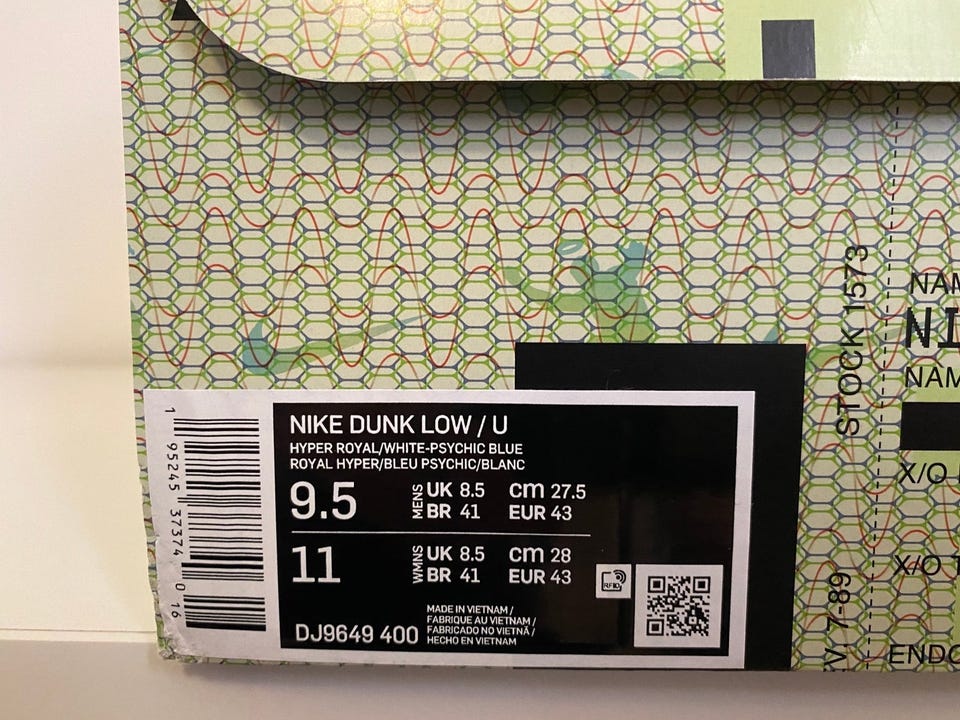 NIKE DUNK LOW / U
HYPER ROYAL/WHITE-PSYCHIC BLUE
ROYAL HYPER/BLEU PSYCHIC/BLANC
9.5 MENS UK 8.5 cm 27.5
BR 41 EUR 43
11 WMNS UK 8.5 cm 28
BR 41 EUR 43
RFID
MADE IN VIETNAM /
FABRIQUE AU VIETNAM /
FABRICADO NO VIETNÃ /
HECHO EN VIETNAM
DJ9649 400
1 95245 37374 0 16
STOCK 1573
7-89
NI
X/O
X/O